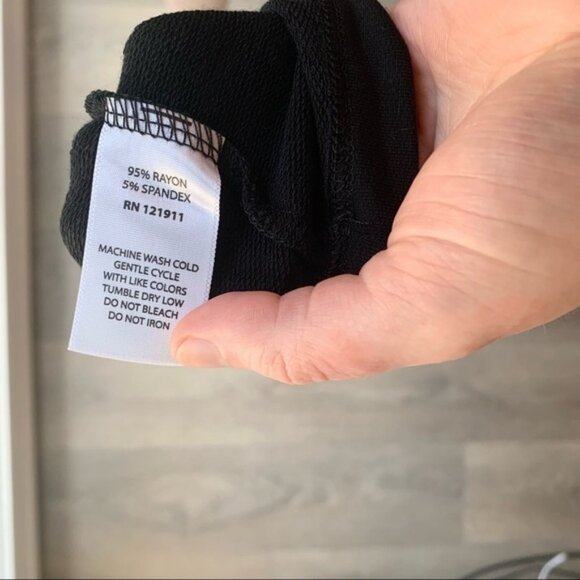 95% RAYON
5% SPANDEX
RN 121911
MACHINE WASH COLD
GENTLE CYCLE
WITH LIKE COLORS
TUMBLE DRY LOW
DO NOT BLEACH
DO NOT IRON